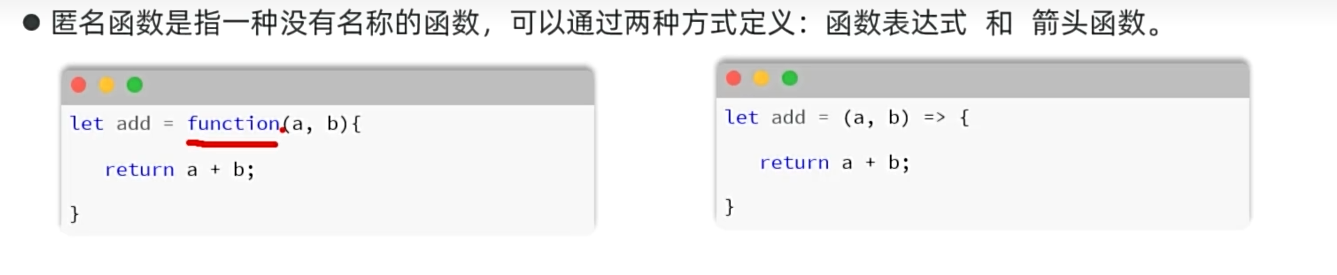 ● 匿名函数是指一种没有名称的函数，可以通过两种方式定义：函数表达式 和 箭头函数。
let add = function(a, b){
return a + b;
}
let add = (a, b) => {
return a + b;
}